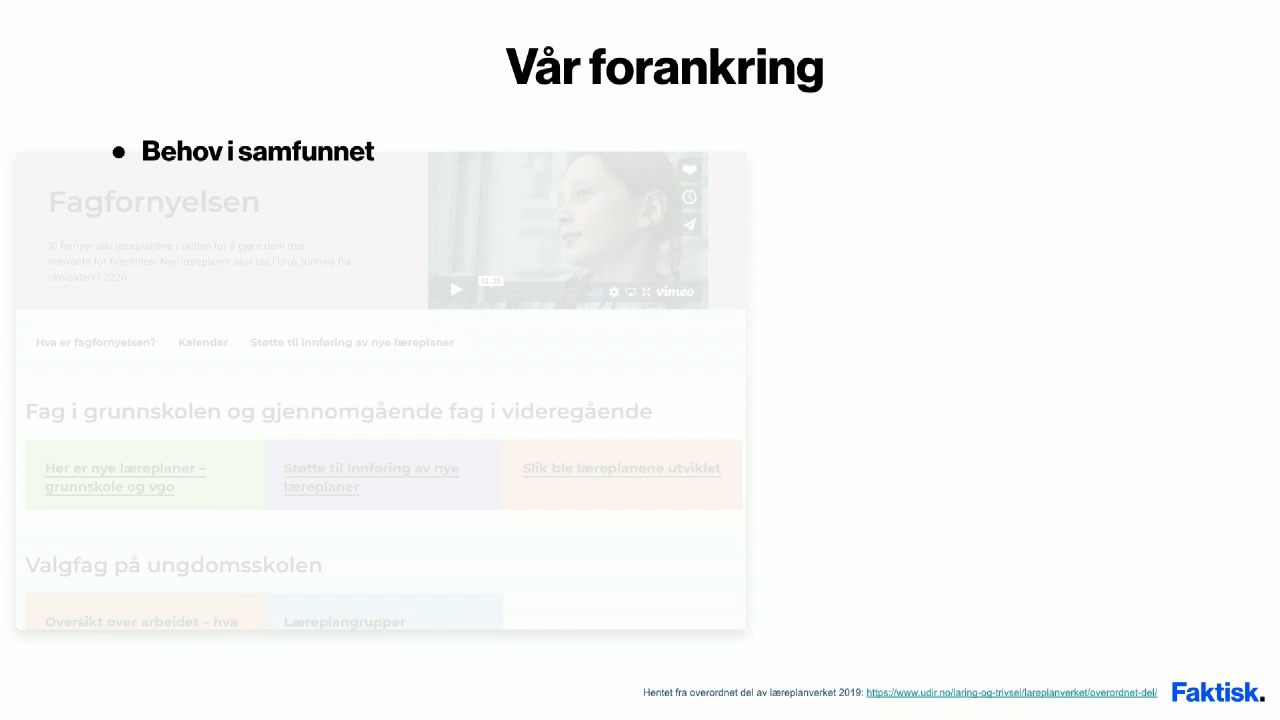 Vår forankring
● Behov i samfunnet
Fagfornyelsen
Vi fornyer alle læreplanene i skolen for å gjøre dem mer
relevante for framtiden. Nye læreplaner skal tas i bruk trinnvis fra
skolestart i 2020.
01:28
vimeo
Hva er fagfornyelsen?
Kalender
Støtte til innføring av nye læreplaner
Fag i grunnskolen og gjennomgående fag i videregående
Her er nye læreplaner –
grunnskole og vgo
Støtte til innføring av nye
læreplaner
Slik ble læreplanene utviklet
Valgfag på ungdomsskolen
Oversikt over arbeidet – hva
Læreplangrupper
Hentet fra overordnet del av læreplanverket 2019: https://www.udir.no/laring-og-trivsel/lareplanverket/overordnet-del/
Faktisk.